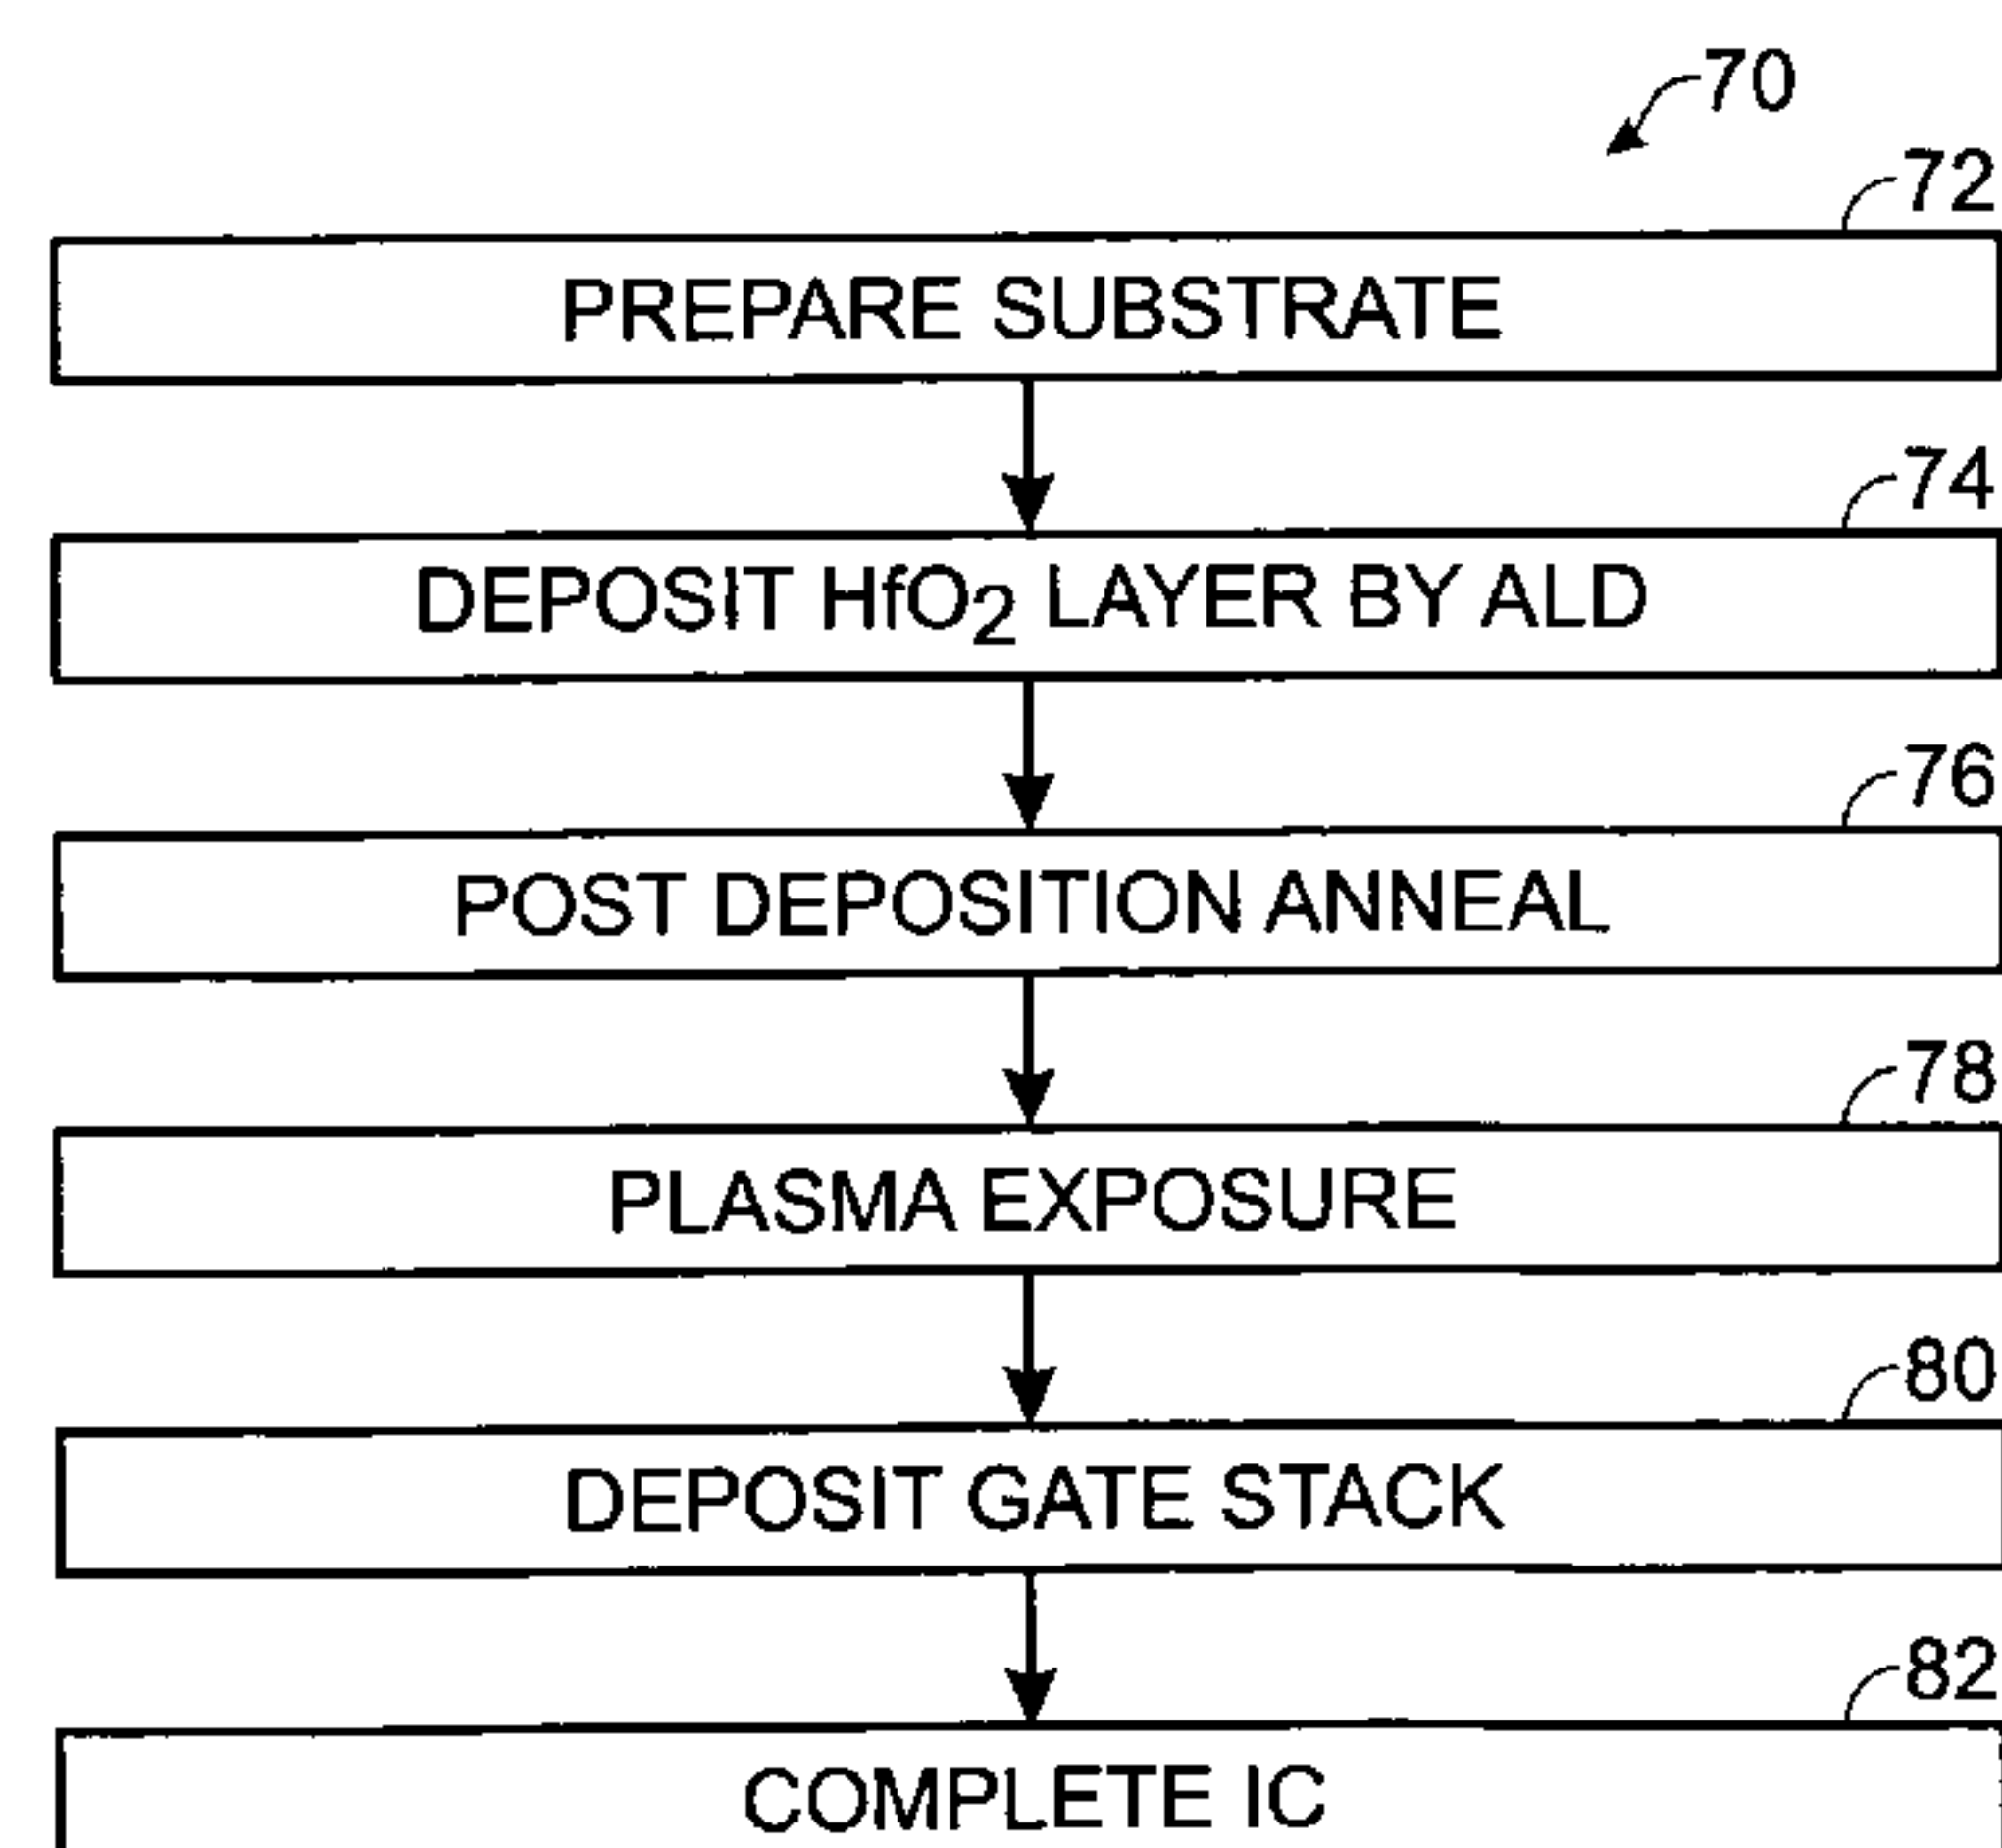 70
72
PREPARE SUBSTRATE
74
DEPOSIT HfO₂ LAYER BY ALD
76
POST DEPOSITION ANNEAL
78
PLASMA EXPOSURE
80
DEPOSIT GATE STACK
82
COMPLETE IC